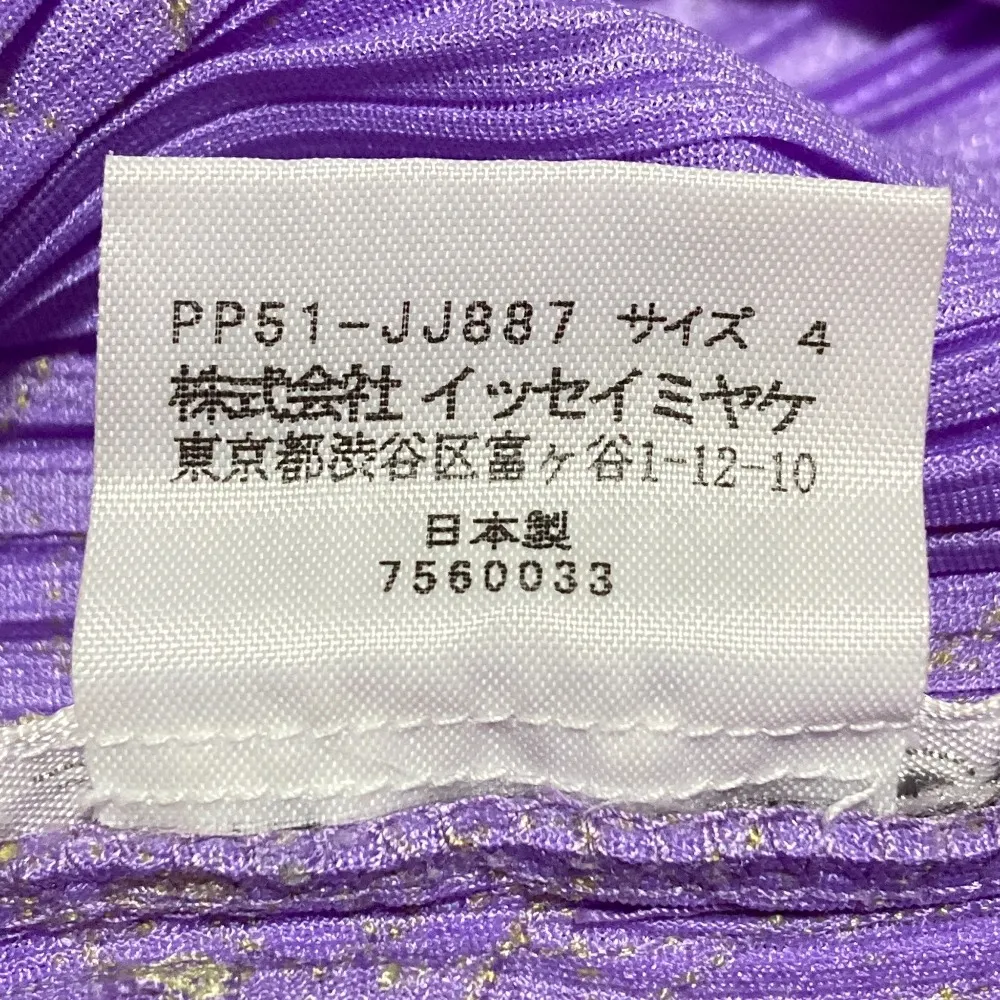 PP51-JJ887 サイズ 4
株式会社 イッセイミヤケ
東京都渋谷区富ヶ谷1-12-10
日本製
7560033